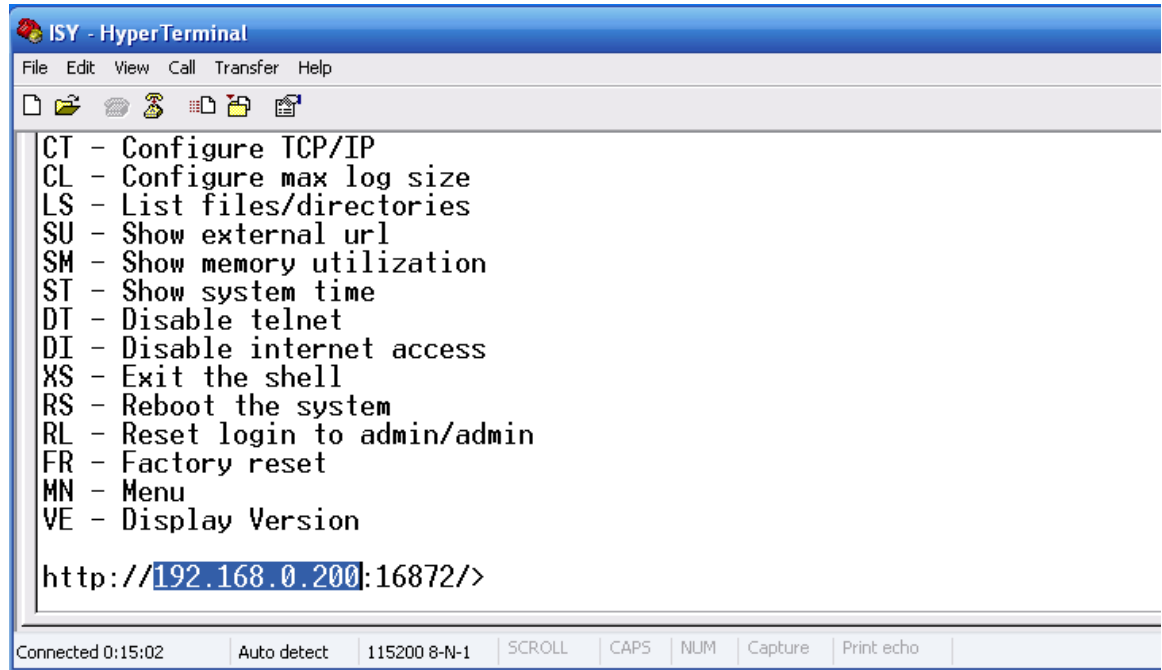 ISY - HyperTerminal
File Edit View Call Transfer Help
CT - Configure TCP/IP
CL - Configure max log size
LS - List files/directories
SU - Show external url
SM - Show memory utilization
ST - Show system time
DT - Disable telnet
DI - Disable internet access
XS - Exit the shell
RS - Reboot the system
RL - Reset login to admin/admin
FR - Factory reset
MN - Menu
VE - Display Version
http://192.168.0.200:16872/>
Connected 0:15:02 Auto detect 115200 8-N-1 SCROLL CAPS NUM Capture Print echo